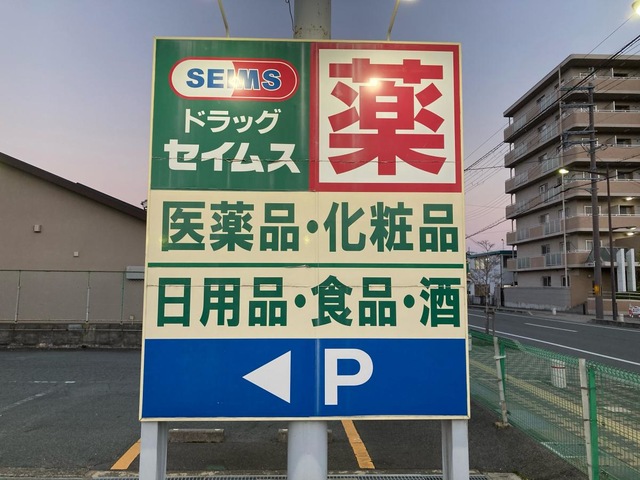 SEIMS
ドラッグ
セイムス
薬
医薬品・化粧品
日用品・食品・酒
P